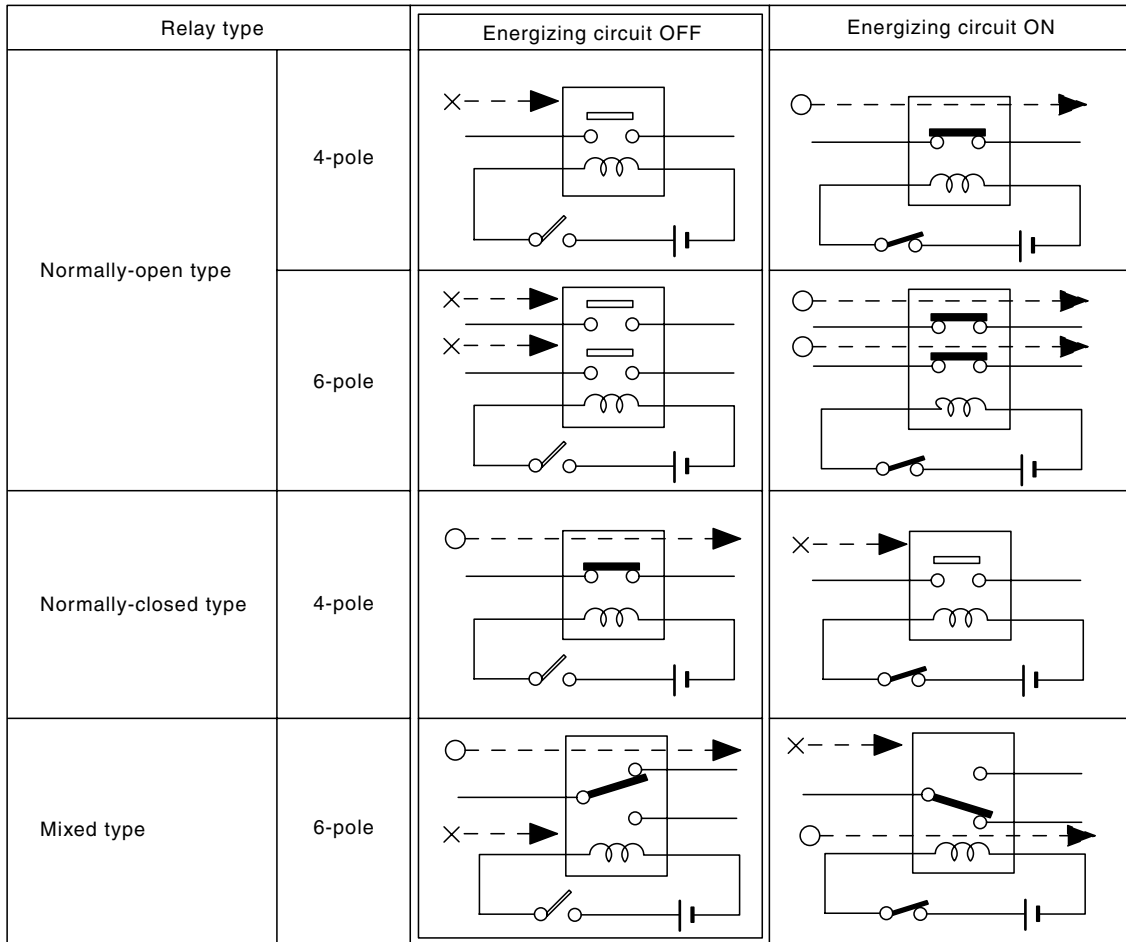 Relay type
Energizing circuit OFF
Energizing circuit ON
Normally-open type
4-pole
6-pole
Normally-closed type
4-pole
Mixed type
6-pole